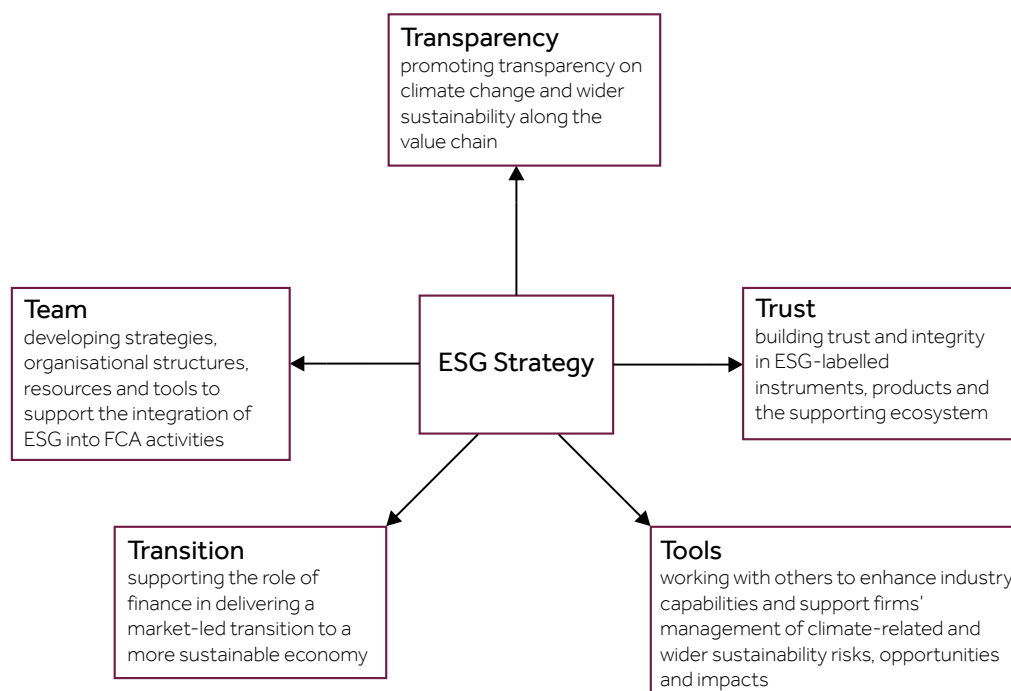 Transparency
promoting transparency on
climate change and wider
sustainability along the
value chain
Team
developing strategies,
organisational structures,
resources and tools to
support the integration of
ESG into FCA activities
ESG Strategy
Trust
building trust and integrity
in ESG-labelled
instruments, products and
the supporting ecosystem
Transition
supporting the role of
finance in delivering a
market-led transition to a
more sustainable economy
Tools
working with others to enhance industry
capabilities and support firms’
management of climate-related and
wider sustainability risks, opportunities
and impacts